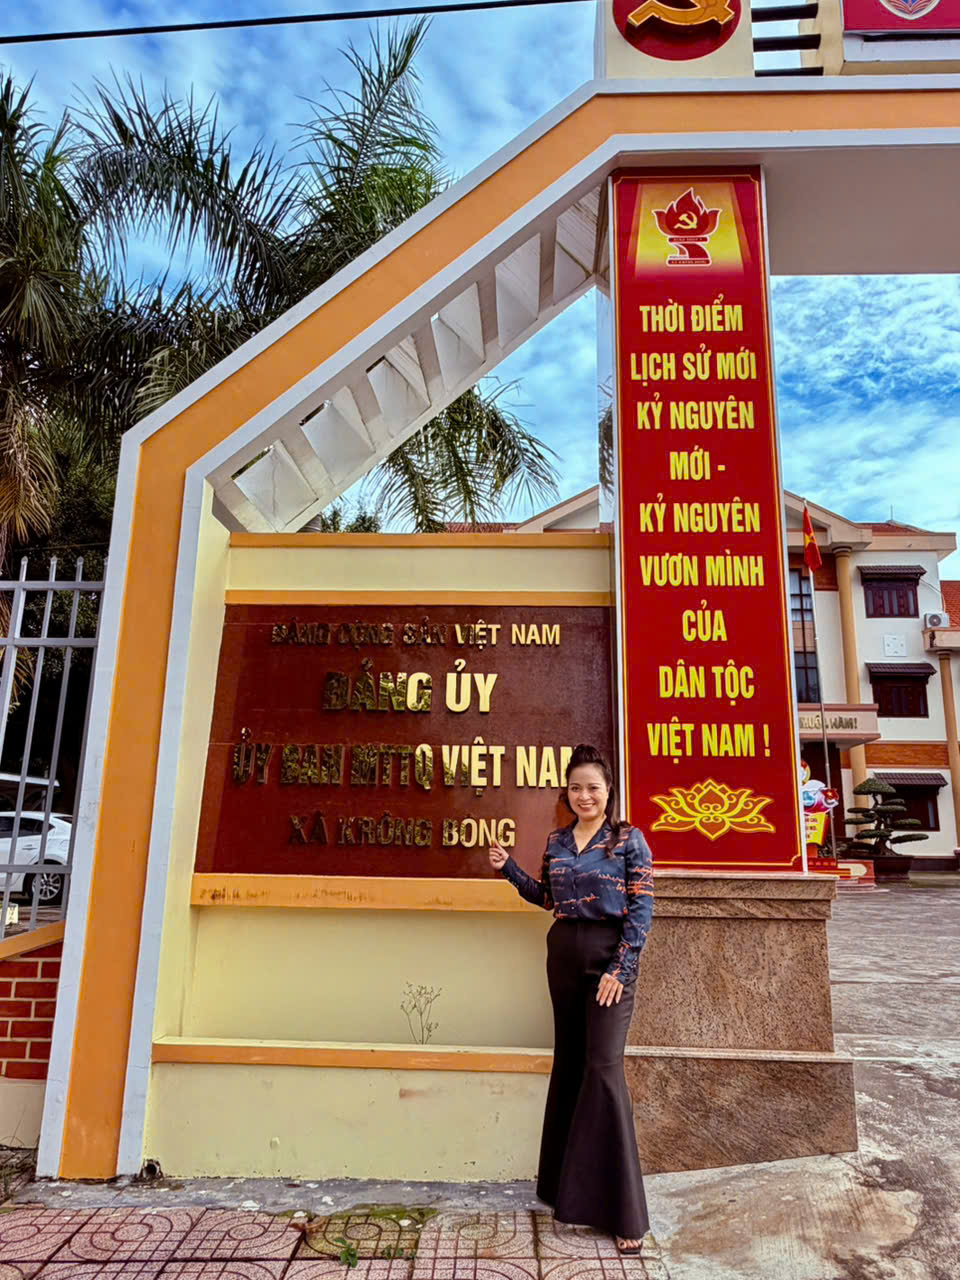 ĐẢNG CỘNG SẢN VIỆT NAM
ĐẢNG ỦY
ỦY BAN MTTQ VIỆT NAM
XÃ KRÔNG BÔNG
THỜI ĐIỂM
LỊCH SỬ MỚI
KỶ NGUYÊN
MỚI -
KỶ NGUYÊN
VƯƠN MÌNH
CỦA
DÂN TỘC
VIỆT NAM !
NĂM!